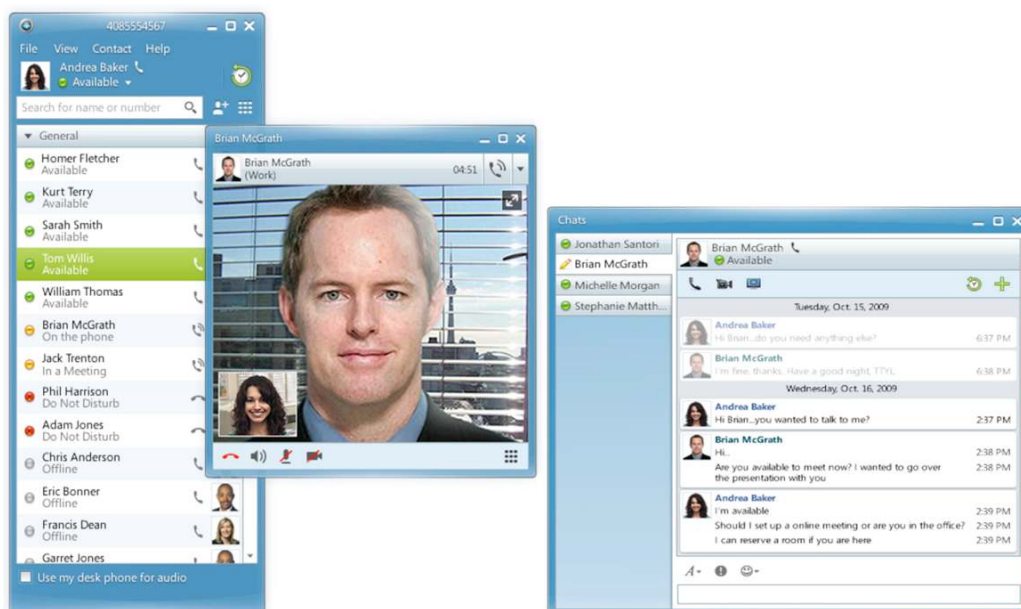 4085554567
File View Contact Help
Andrea Baker
Available
Search for name or number
General
Homer Fletcher
Available
Kurt Terry
Available
Sarah Smith
Available
Tom Willis
Available
William Thomas
Available
Brian McGrath
On the phone
Jack Trenton
In a Meeting
Phil Harrison
Do Not Disturb
Adam Jones
Do Not Disturb
Chris Anderson
Offline
Eric Bonner
Offline
Francis Dean
Offline
Garret Jones
Use my desk phone for audio
Brian McGrath
Brian McGrath
(Work)
04:51
Chats
Jonathan Santori
Brian McGrath
Michelle Morgan
Stephanie Matth...
Brian McGrath
Available
Tuesday, Oct. 15, 2009
Andrea Baker
Hi Brian...do you need anything else? 6:37 PM
Brian McGrath
I'm fine, thanks. Have a good night, TTYL 6:38 PM
Wednesday, Oct. 16, 2009
Andrea Baker
Hi Brian...you wanted to talk to me? 2:37 PM
Brian McGrath
Hi.. 2:38 PM
Are you available to meet now? I wanted to go over 2:38 PM
the presentation with you
Andrea Baker
I'm available 2:39 PM
Should I set up a online meeting or are you in the office? 2:39 PM
I can reserve a room if you are here 2:39 PM
A